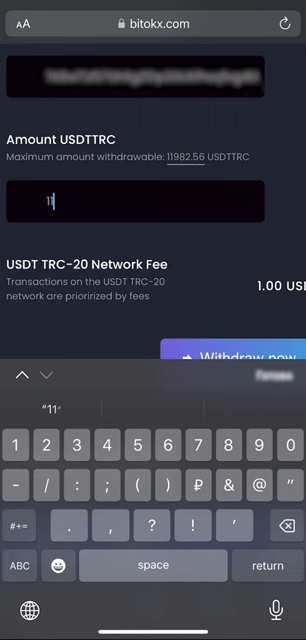 AA
bitokx.com
Amount USDTTRC
Maximum amount withdrawable: 11982.56 USDTTRC
11
USDT TRC-20 Network Fee
Transactions on the USDT TRC-20
network are priorirized by fees
1.00
Withdraw now
“11”
1 2 3 4 5 6 7 8 9 0
- / : ; ( ) ₽ & @ "
#+= . , ? ! '
ABC space return